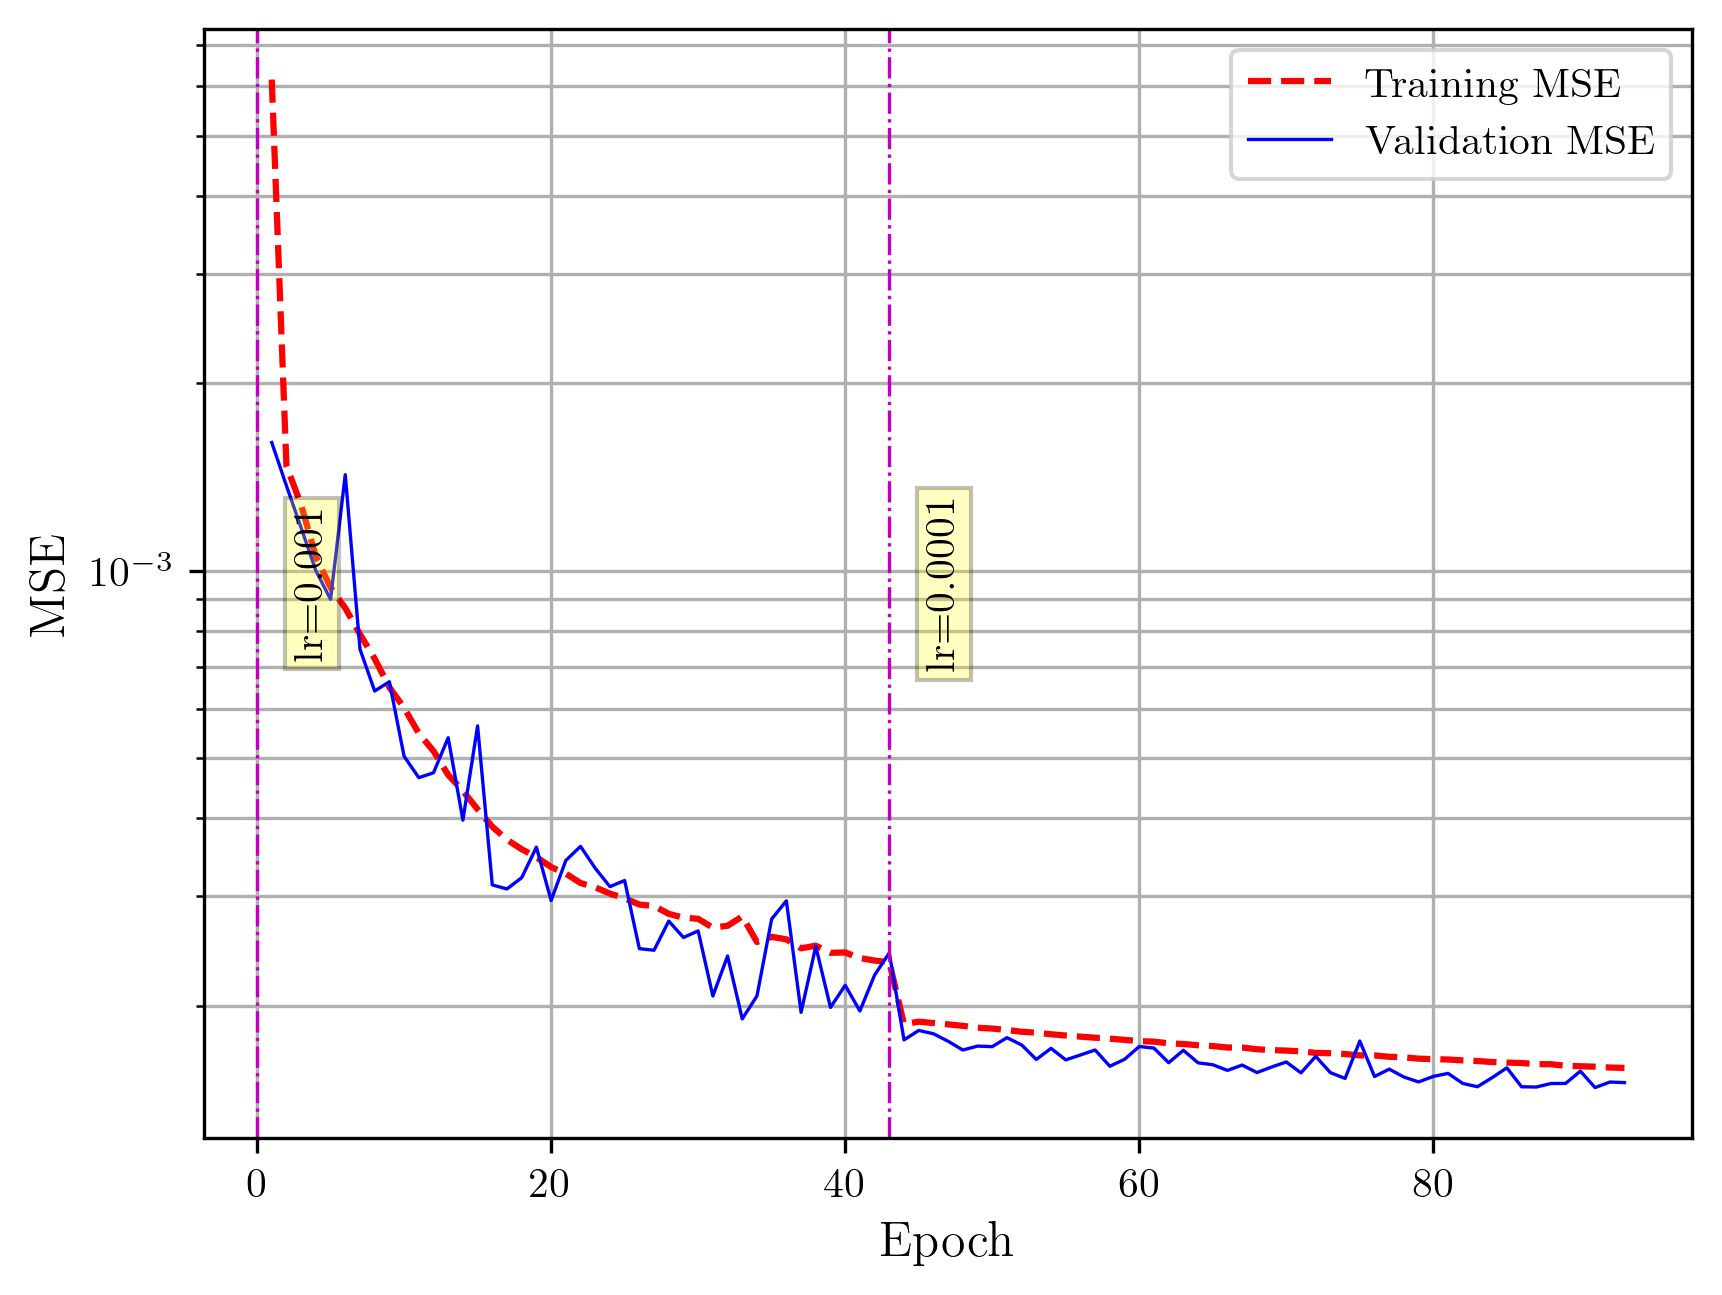 Training MSE
Validation MSE
lr=0.001
lr=0.0001
MSE
10⁻³
0 20 40 60 80
Epoch